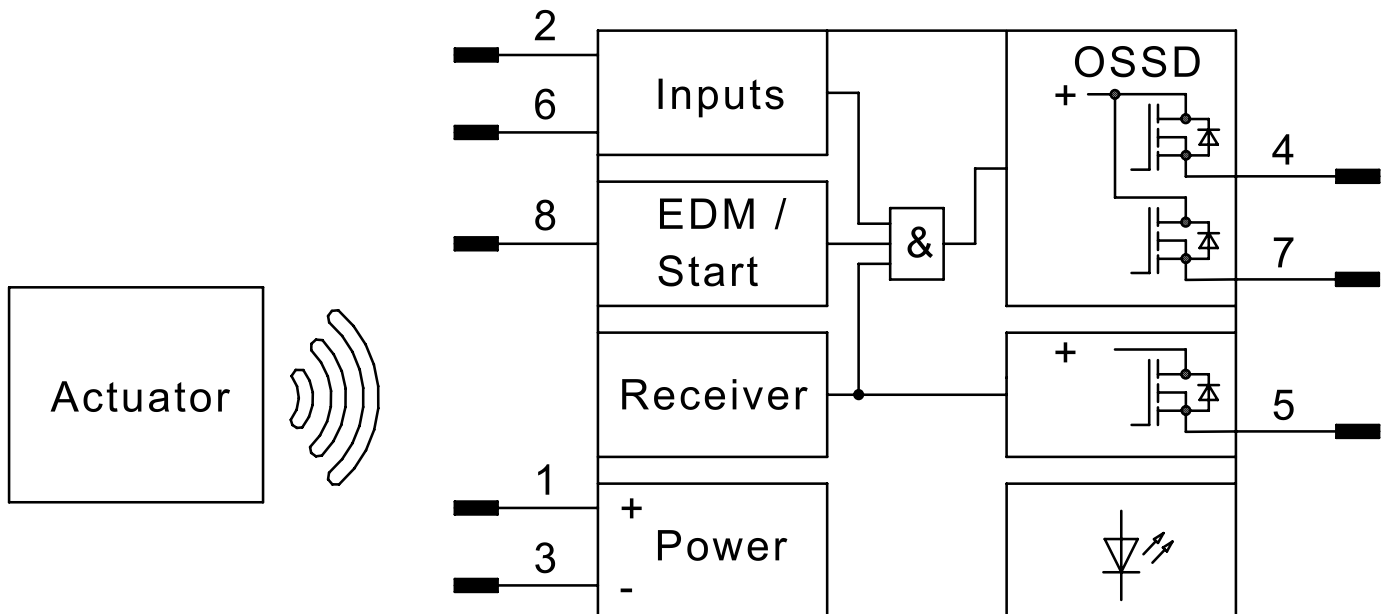 2
Inputs
OSSD
+
6
4
8
EDM /
Start
&
7
Actuator
Receiver
+
5
1
+
Power
3
-